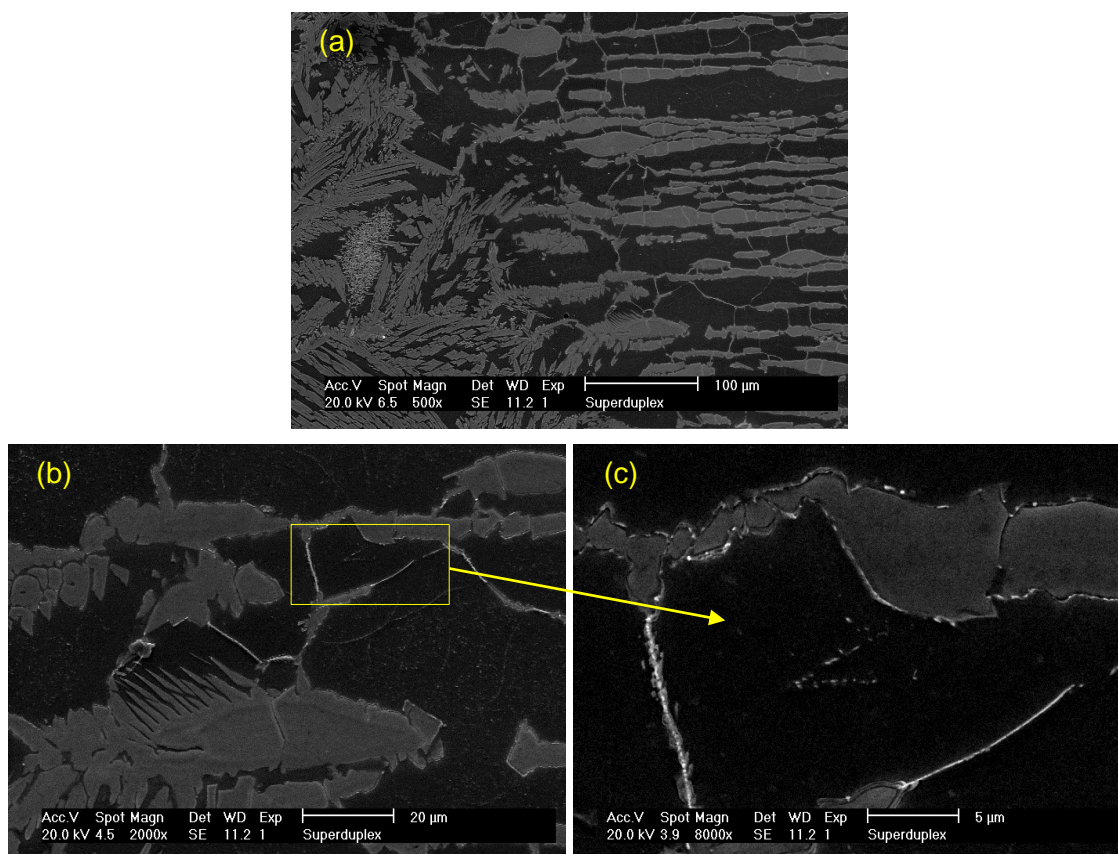 (a)
Acc.V Spot Magn Det WD Exp 100 µm
20.0 kV 6.5 500x SE 11.2 1 Superduplex
(b)
Acc.V Spot Magn Det WD Exp 20 µm
20.0 kV 4.5 2000x SE 11.2 1 Superduplex
(c)
Acc.V Spot Magn Det WD Exp 5 µm
20.0 kV 3.9 8000x SE 11.2 1 Superduplex